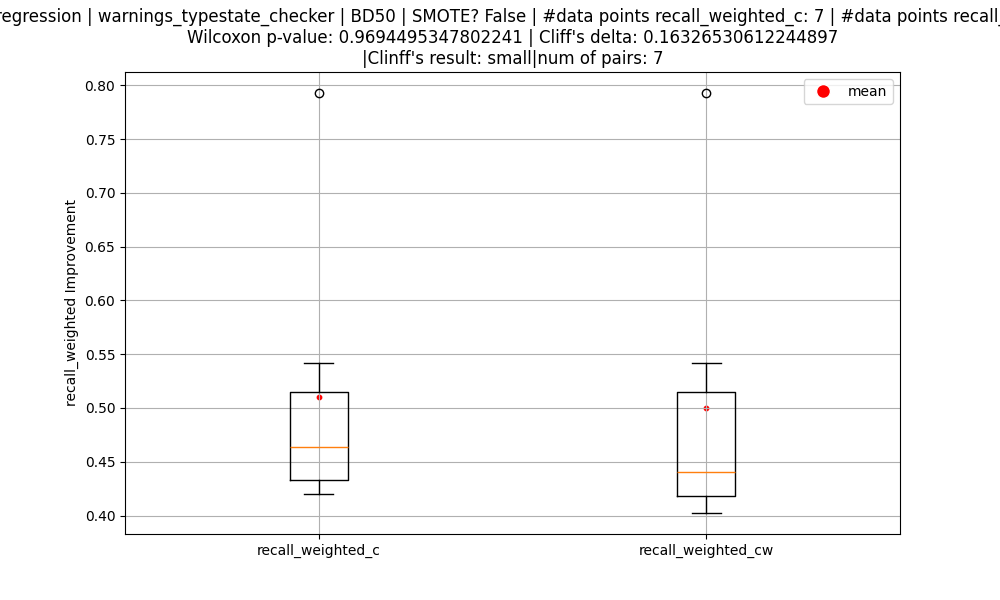 regression | warnings_typestate_checker | BD50 | SMOTE? False | #data points recall_weighted_c: 7 | #data points recall_
Wilcoxon p-value: 0.9694495347802241 | Cliff's delta: 0.16326530612244897
|Clinff's result: small|num of pairs: 7
mean
0.80
0.75
0.70
0.65
0.60
0.55
0.50
0.45
0.40
recall_weighted Improvement
recall_weighted_c
recall_weighted_cw